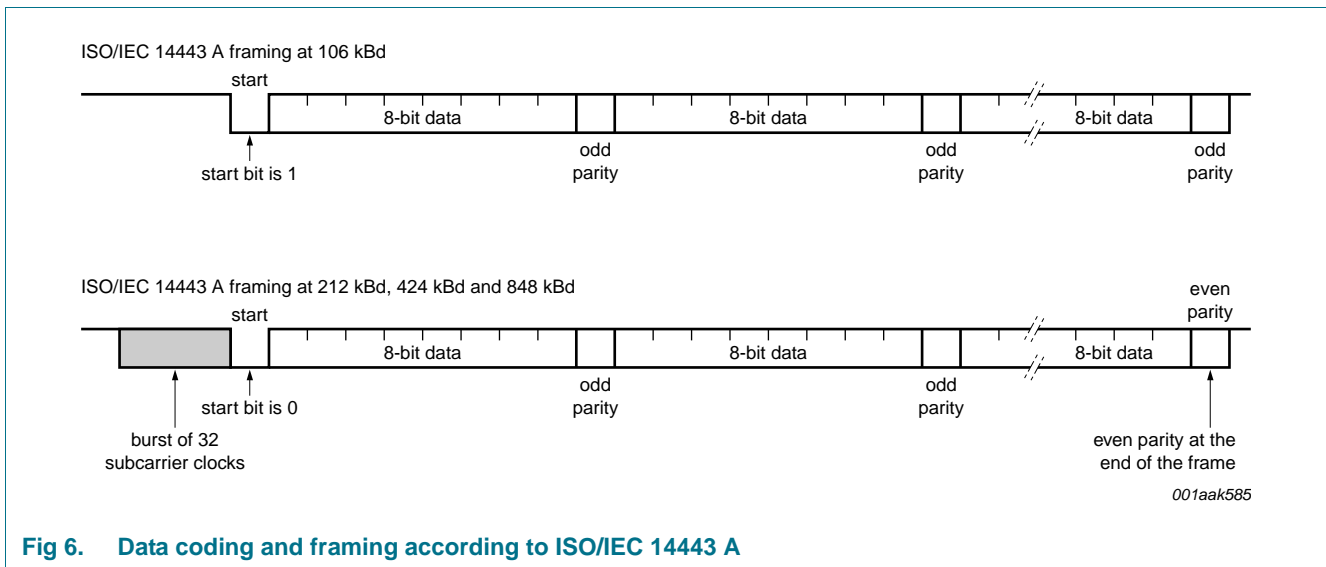 ISO/IEC 14443 A framing at 106 kBd
start
8-bit data
8-bit data
8-bit data
start bit is 1
odd
parity
odd
parity
odd
parity
ISO/IEC 14443 A framing at 212 kBd, 424 kBd and 848 kBd
even
parity
start
8-bit data
8-bit data
8-bit data
start bit is 0
odd
parity
odd
parity
burst of 32
subcarrier clocks
even parity at the
end of the frame
001aak585
Fig 6. Data coding and framing according to ISO/IEC 14443 A